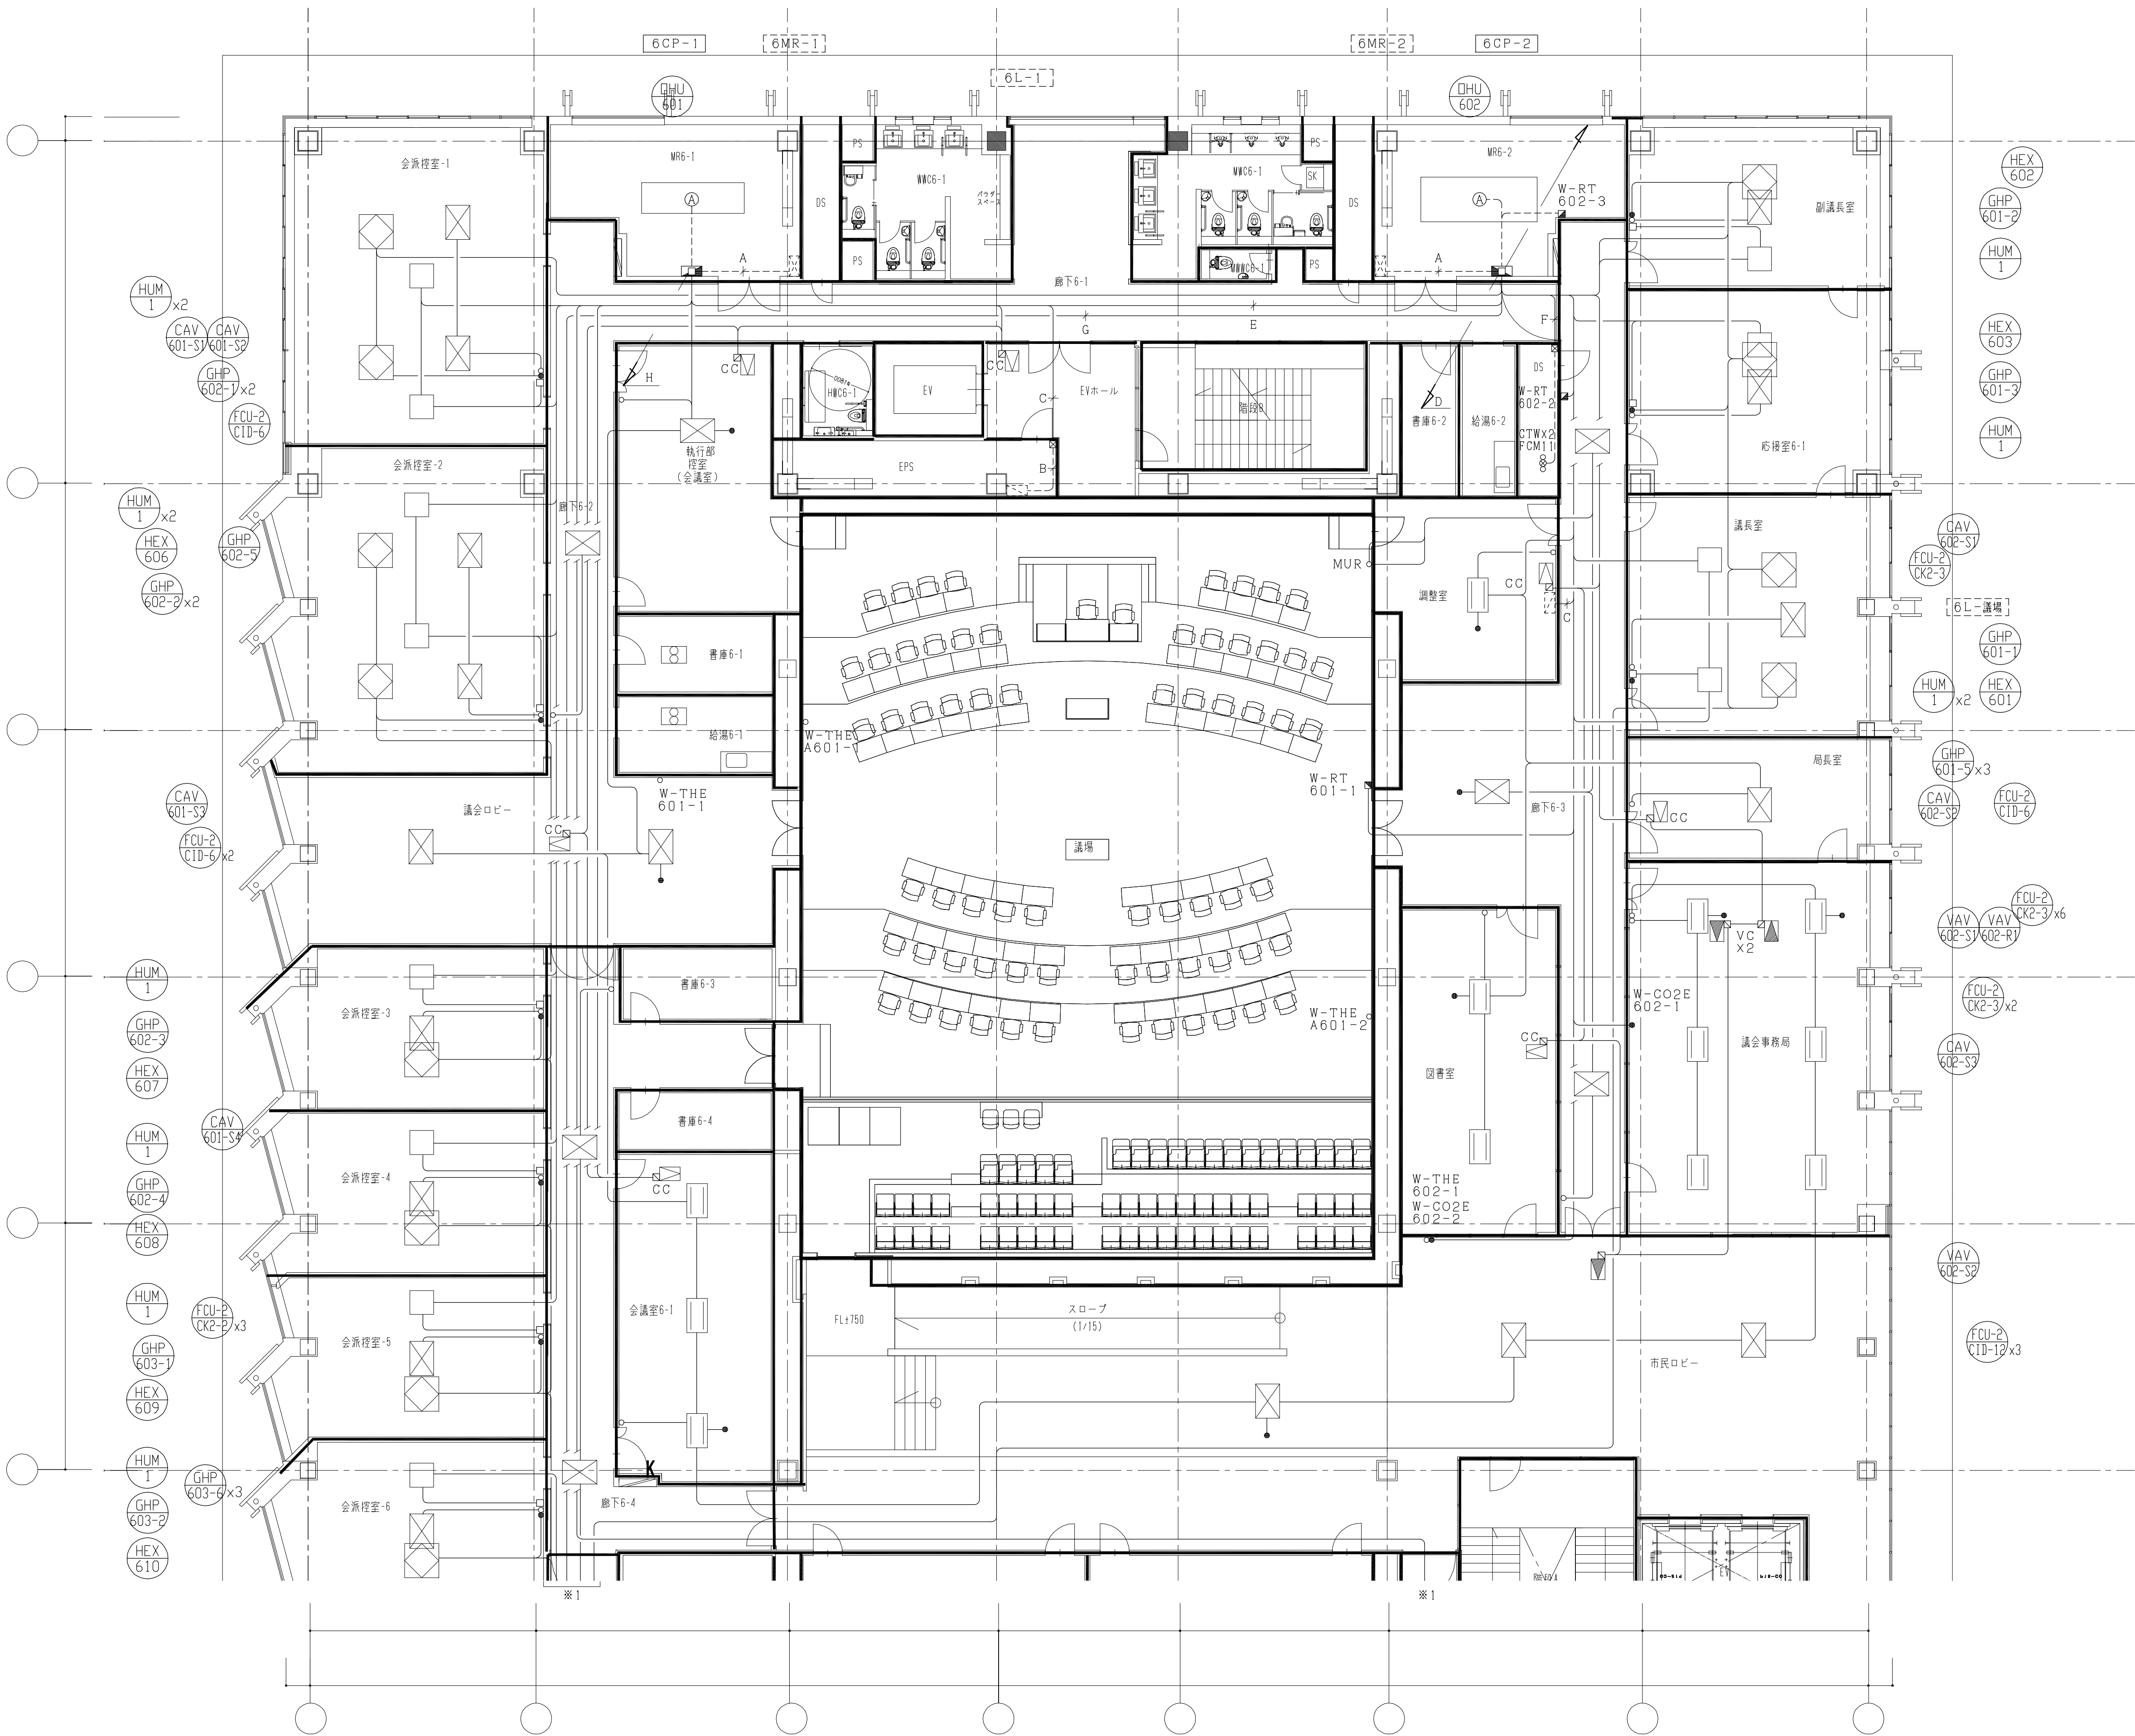 6CP-1
6MR-1
6MR-2
6CP-2
6L-1
OHU
601
OHU
602
会派控室-1
MR6-1
PS
WWC6-1
パウダー
スペース
MWC6-1
PS
SK
MR6-2
W-RT
602-3
副議長室
HEX
602
GHP
601-2
HUM
1
DS
DS
A
A
PS
PS
WWWC6-1
A
A
廊下6-1
HUM
1
x2
CAV
601-S1
CAV
601-S2
GHP
602-1
x2
FCU-2
CID-6
G
E
F
HEX
603
GHP
601-3
HUM
1
H
CC
HWC6-1
φ1800
EV
CC
C
EVホール
階段B
D
書庫6-2
給湯6-2
DS
W-RT
602-2
CTWx2
FCM11
応接室6-1
執行部
控室
(会議室)
EPS
B
会派控室-2
HUM
1
x2
HEX
606
GHP
602-5
GHP
602-2
x2
廊下6-2
MUR
調整室
CC
C
議長室
CAV
602-S1
FCU-2
CK2-3
6L-議場
GHP
601-1
HUM
1
x2
HEX
601
書庫6-1
給湯6-1
W-THE
A601-1
W-THE
601-1
W-RT
601-1
局長室
GHP
601-5
x3
CAV
602-S2
FCU-2
CID-6
CAV
601-S3
FCU-2
CID-6
x2
議会ロビー
CC
議場
廊下6-3
CC
VC
x2
VAV
602-S1
VAV
602-R1
FCU-2
CK2-3
x6
HUM
1
GHP
602-3
HEX
607
会派控室-3
書庫6-3
W-THE
A601-2
W-CO2E
602-1
CC
図書室
議会事務局
FCU-2
CK2-3
x2
CAV
602-S3
CAV
601-S4
HUM
1
GHP
602-4
HEX
608
会派控室-4
書庫6-4
CC
W-THE
602-1
W-CO2E
602-2
VAV
602-S2
HUM
1
FCU-2
CK2-2
x3
GHP
603-1
HEX
609
会派控室-5
会議室6-1
FL±750
スロープ
(1/15)
市民ロビー
FCU-2
CID-12
x3
HUM
1
GHP
603-6
x3
GHP
603-2
HEX
610
会派控室-6
K
廊下6-4
EV
※1
※1